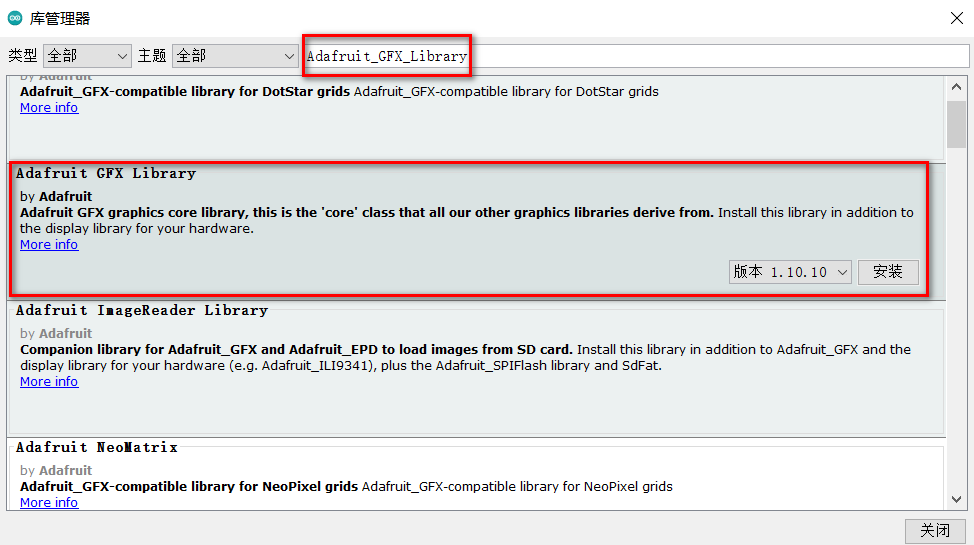 库管理器
类型 全部 主题 全部 Adafruit_GFX_Library
by Adafruit
Adafruit_GFX-compatible library for DotStar grids Adafruit_GFX-compatible library for DotStar grids
More info
Adafruit GFX Library
by Adafruit
Adafruit GFX graphics core library, this is the 'core' class that all our other graphics libraries derive from. Install this library in addition to
the display library for your hardware.
More info
版本 1.10.10 安装
Adafruit ImageReader Library
by Adafruit
Companion library for Adafruit_GFX and Adafruit_EPD to load images from SD card. Install this library in addition to Adafruit_GFX and the
display library for your hardware (e.g. Adafruit_ILI9341), plus the Adafruit_SPIFlash library and SdFat.
More info
Adafruit NeoMatrix
by Adafruit
Adafruit_GFX-compatible library for NeoPixel grids Adafruit_GFX-compatible library for NeoPixel grids
More info
关闭